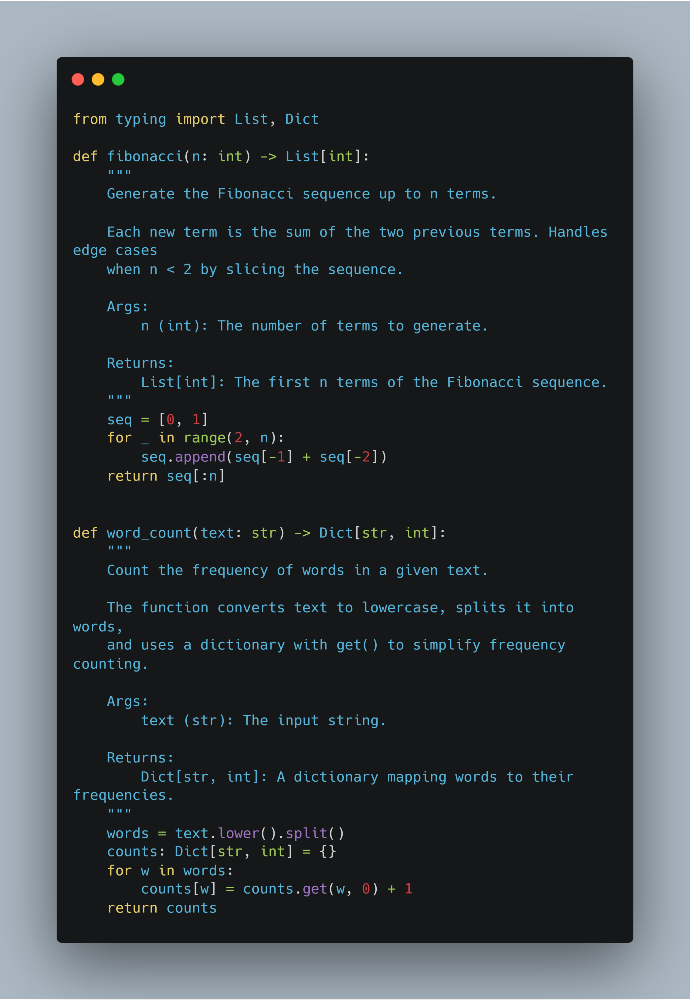 from typing import List, Dict

def fibonacci(n: int) -> List[int]:
    """
    Generate the Fibonacci sequence up to n terms.

    Each new term is the sum of the two previous terms. Handles
edge cases
    when n < 2 by slicing the sequence.

    Args:
        n (int): The number of terms to generate.

    Returns:
        List[int]: The first n terms of the Fibonacci sequence.
    """
    seq = [0, 1]
    for _ in range(2, n):
        seq.append(seq[-1] + seq[-2])
    return seq[:n]


def word_count(text: str) -> Dict[str, int]:
    """
    Count the frequency of words in a given text.

    The function converts text to lowercase, splits it into
words,
    and uses a dictionary with get() to simplify frequency
counting.

    Args:
        text (str): The input string.

    Returns:
        Dict[str, int]: A dictionary mapping words to their
frequencies.
    """
    words = text.lower().split()
    counts: Dict[str, int] = {}
    for w in words:
        counts[w] = counts.get(w, 0) + 1
    return counts